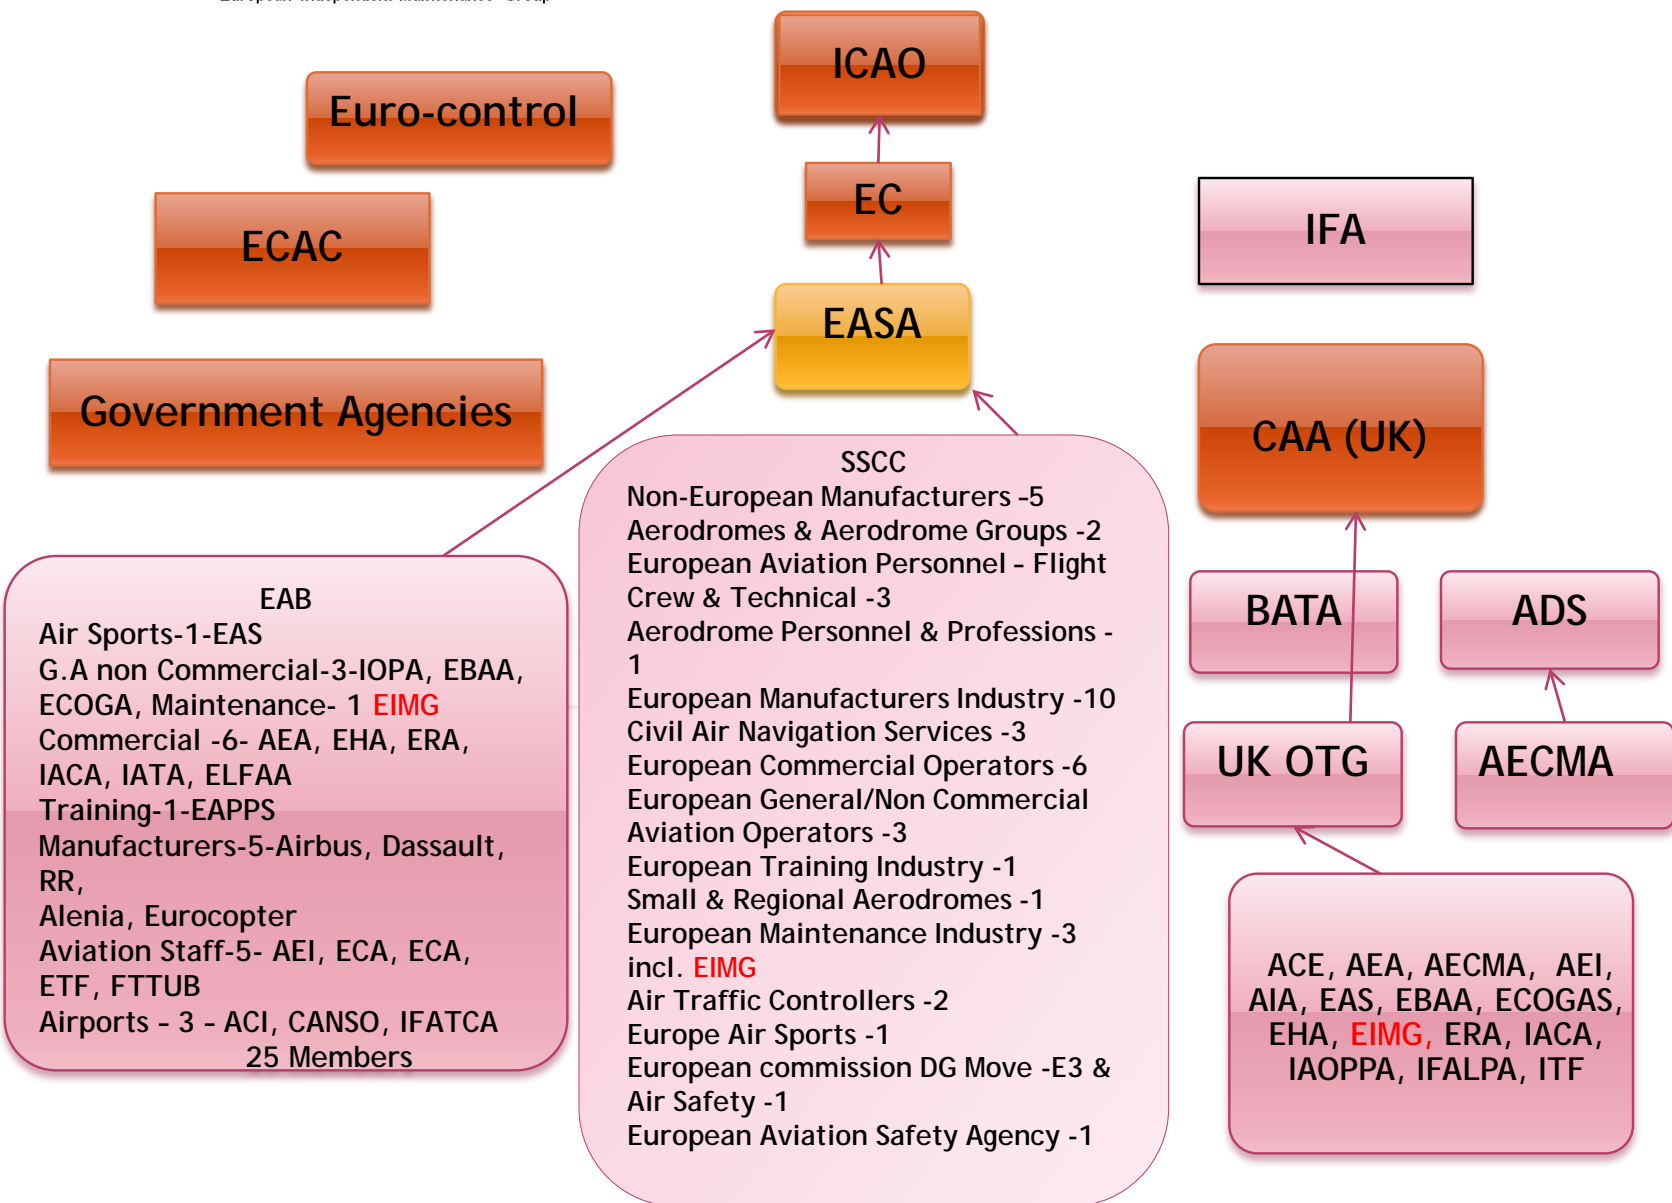 European Independent Maintenance Group
ICAO
Euro-control
EC
IFA
ECAC
EASA
Government Agencies
CAA (UK)
SSCC
Non-European Manufacturers –5
Aerodromes & Aerodrome Groups -2
European Aviation Personnel – Flight
Crew & Technical -3
Aerodrome Personnel & Professions -
1
European Manufacturers Industry -10
Civil Air Navigation Services -3
European Commercial Operators -6
European General/Non Commercial
Aviation Operators -3
European Training Industry -1
Small & Regional Aerodromes -1
European Maintenance Industry -3
incl. EIMG
Air Traffic Controllers -2
Europe Air Sports -1
European commission DG Move -E3 &
Air Safety -1
European Aviation Safety Agency -1
EAB
Air Sports-1-EAS
G.A non Commercial-3-IOPA, EBAA,
ECOGA, Maintenance- 1 EIMG
Commercial -6- AEA, EHA, ERA,
IACA, IATA, ELFAA
Training-1-EAPPS
Manufacturers-5-Airbus, Dassault,
RR,
Alenia, Eurocopter
Aviation Staff-5- AEI, ECA, ECA,
ETF, FTTUB
Airports – 3 – ACI, CANSO, IFATCA
25 Members
BATA
ADS
UK OTG
AECMA
ACE, AEA, AECMA, AEI,
AIA, EAS, EBAA, ECOGAS,
EHA, EIMG, ERA, IACA,
IAOPPA, IFALPA, ITF